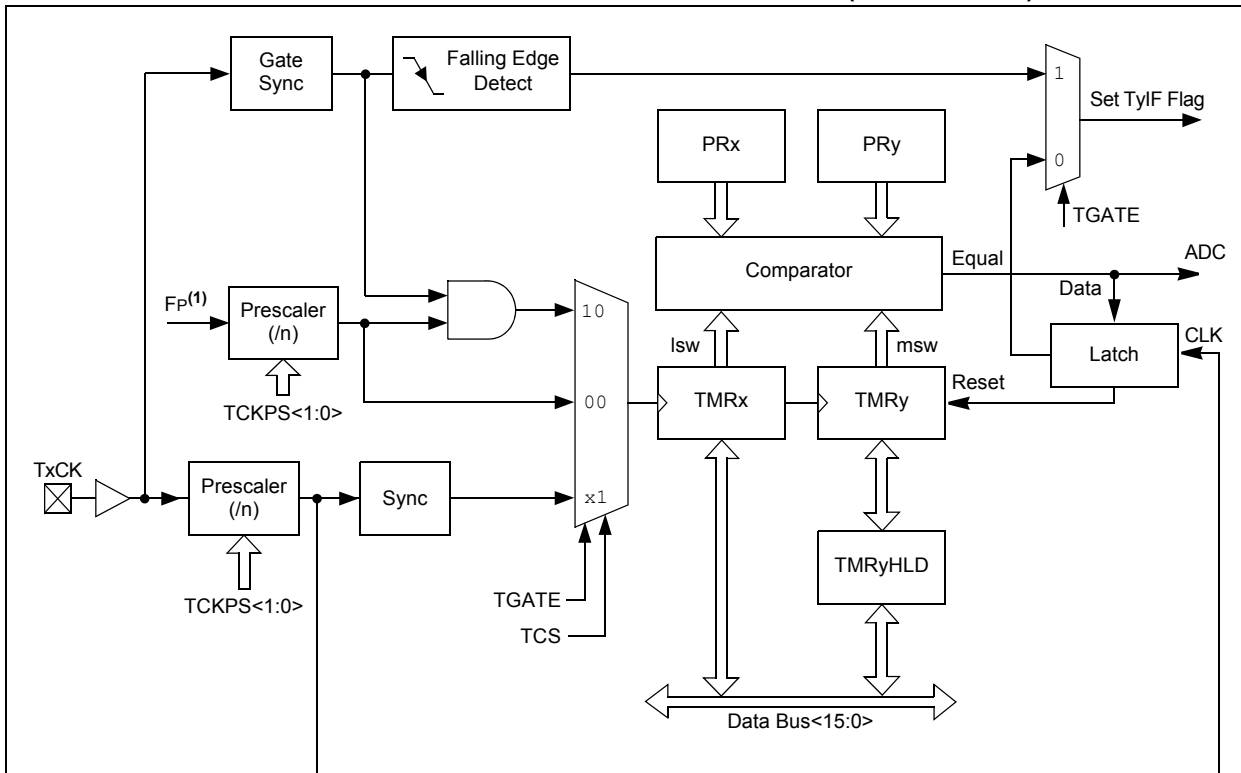 Gate
Sync
Falling Edge
Detect
1
Set TyIF Flag
0
TGATE
PRx
PRy
Comparator
Equal
ADC
Data
Latch
CLK
Reset
FP(1)
Prescaler
(/n)
TCKPS<1:0>
10
00
x1
lsw
msw
TMRx
TMRy
TxCK
Prescaler
(/n)
Sync
TCKPS<1:0>
TGATE
TCS
TMRyHLD
Data Bus<15:0>